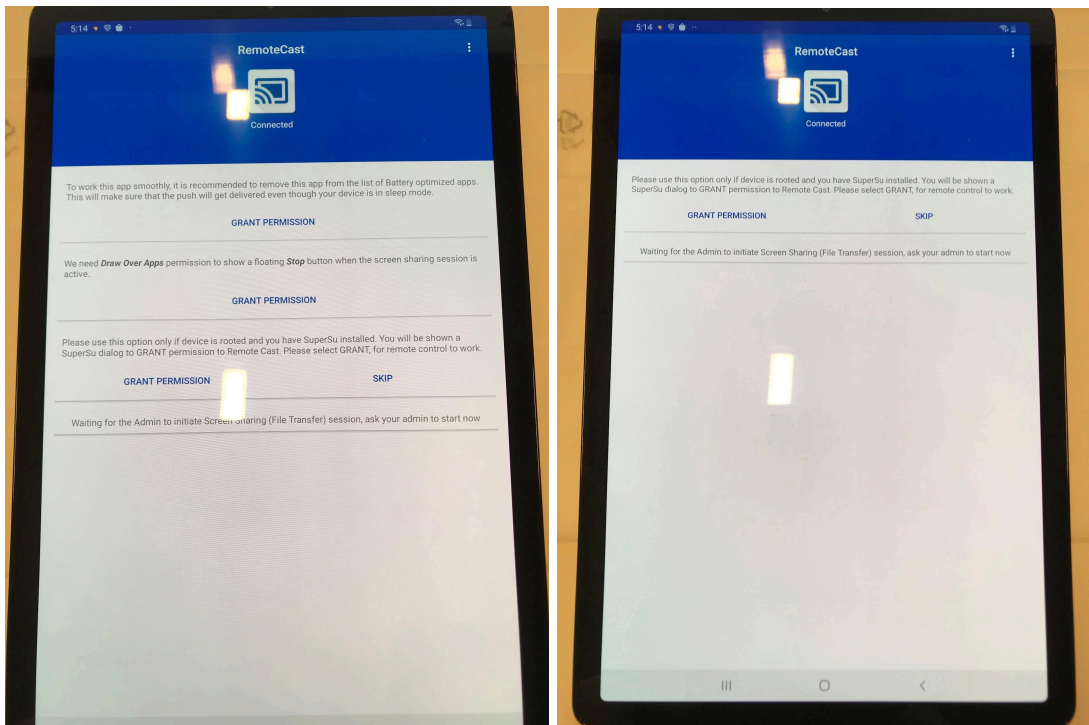 5:14
RemoteCast
Connected
To work this app smoothly, it is recommended to remove this app from the list of Battery optimized apps.
This will make sure that the push will get delivered even though your device is in sleep mode.
GRANT PERMISSION
We need Draw Over Apps permission to show a floating Stop button when the screen sharing session is
active.
GRANT PERMISSION
Please use this option only if device is rooted and you have SuperSu installed. You will be shown a
SuperSu dialog to GRANT permission to Remote Cast. Please select GRANT, for remote control to work.
GRANT PERMISSION SKIP
Waiting for the Admin to initiate Screen Sharing (File Transfer) session, ask your admin to start now
5:14
RemoteCast
Connected
Please use this option only if device is rooted and you have SuperSu installed. You will be shown a
SuperSu dialog to GRANT permission to Remote Cast. Please select GRANT, for remote control to work.
GRANT PERMISSION SKIP
Waiting for the Admin to initiate Screen Sharing (File Transfer) session, ask your admin to start now